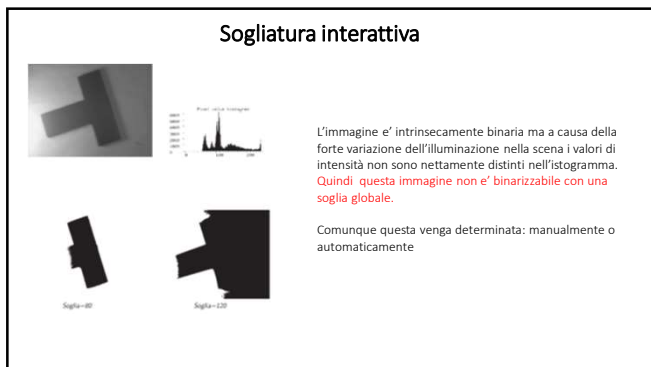 Sogliatura interattiva
L'immagine e' intrinsecamente binaria ma a causa della
forte variazione dell'illuminazione nella scena i valori di
intensità non sono nettamente distinti nell'istogramma.
Quindi questa immagine non e' binarizzabile con una
soglia globale.
Comunque questa venga determinata: manualmente o
automaticamente
Soglia=80
Soglia=120